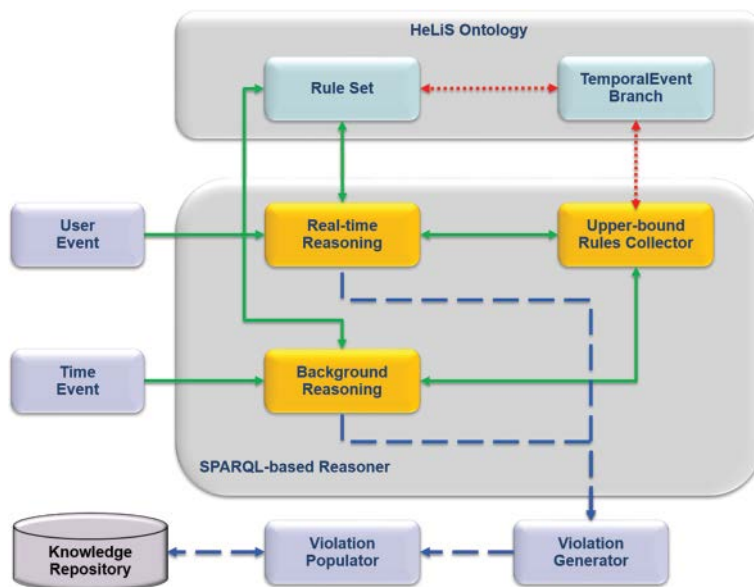 HeLiS Ontology
Rule Set
TemporalEvent
Branch
User
Event
Real-time
Reasoning
Upper-bound
Rules Collector
Time
Event
Background
Reasoning
SPARQL-based Reasoner
Knowledge
Repository
Violation
Populator
Violation
Generator